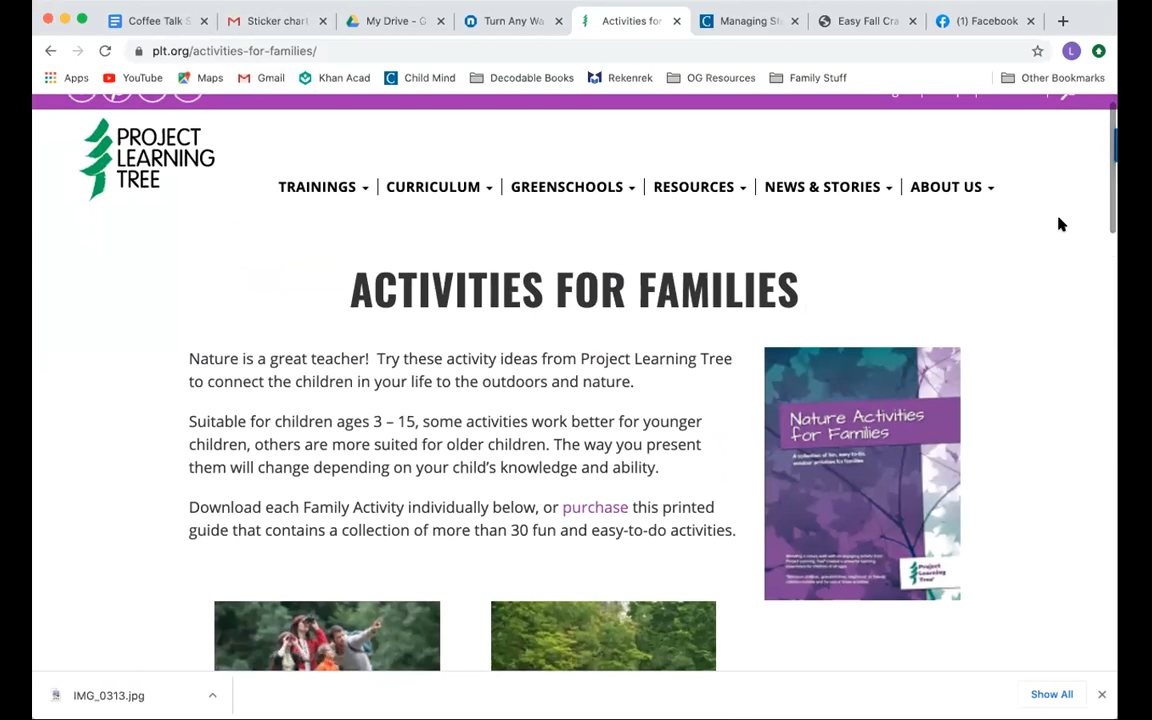 Coffee Talk S
Sticker char
My Drive - G
Turn Any Wa
Activities fo
Managing St
Easy Fall Cra
(1) Facebook
plt.org/activities-for-families/
L
Apps
YouTube
Maps
Gmail
Khan Acad
Child Mind
Decodable Books
Rekenrek
OG Resources
Family Stuff
Other Bookmarks
PROJECT
LEARNING
TREE
TRAININGS
CURRICULUM
GREENSCHOOLS
RESOURCES
NEWS & STORIES
ABOUT US
ACTIVITIES FOR FAMILIES
Nature is a great teacher! Try these activity ideas from Project Learning Tree
to connect the children in your life to the outdoors and nature.
Suitable for children ages 3 – 15, some activities work better for younger
children, others are more suited for older children. The way you present
them will change depending on your child's knowledge and ability.
Download each Family Activity individually below, or purchase this printed
guide that contains a collection of more than 30 fun and easy-to-do activities.
Nature Activities
for Families
Project
Learning
Tree
IMG_0313.jpg
Show All